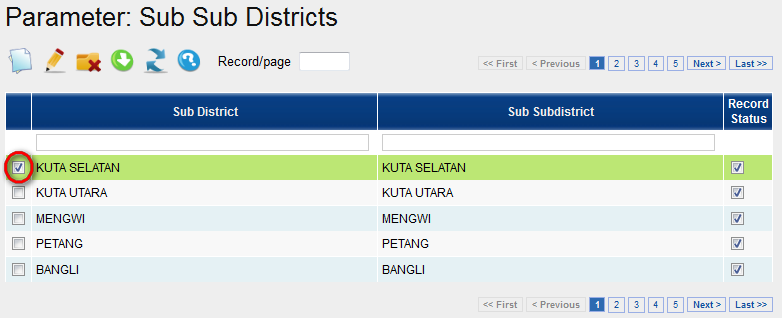 Parameter: Sub Sub Districts
Record/page
<< First < Previous 1 2 3 4 5 Next > Last >>
Sub District Sub Subdistrict Record Status
KUTA SELATAN KUTA SELATAN
KUTA UTARA KUTA UTARA
MENGWI MENGWI
PETANG PETANG
BANGLI BANGLI
<< First < Previous 1 2 3 4 5 Next > Last >>